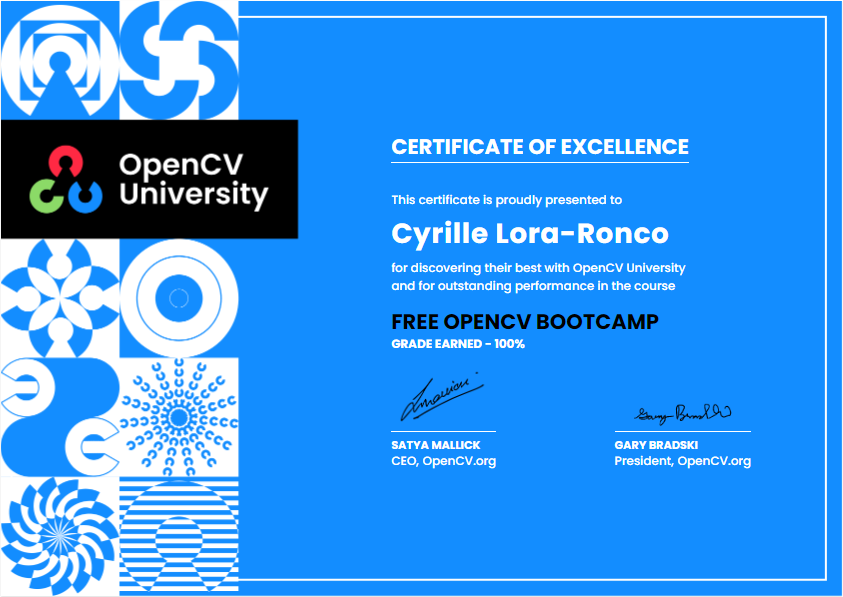 OpenCV
University
CERTIFICATE OF EXCELLENCE
This certificate is proudly presented to
Cyrille Lora-Ronco
for discovering their best with OpenCV University
and for outstanding performance in the course
FREE OPENCV BOOTCAMP
GRADE EARNED - 100%
Gary Bradski
SATYA MALLICK
CEO, OpenCV.org
GARY BRADSKI
President, OpenCV.org